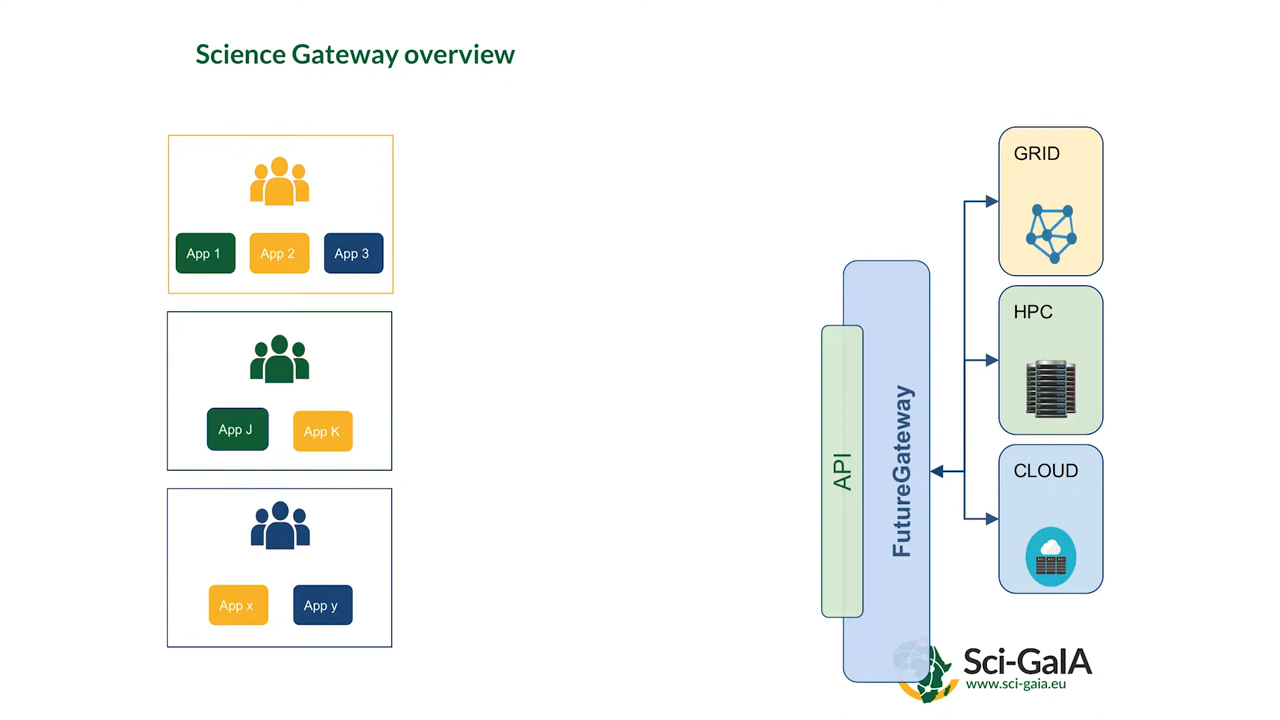 Science Gateway overview
App 1
App 2
App 3
App J
App K
App x
App y
API
FutureGateway
GRID
HPC
CLOUD
Sci-GaIA
www.sci-gaia.eu